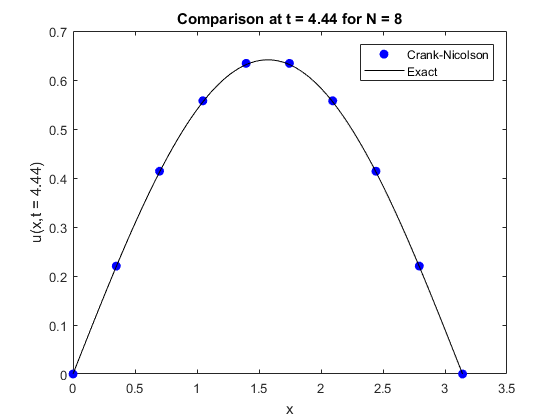 Comparison at t = 4.44 for N = 8
0.7
0.6
0.5
0.4
0.3
0.2
0.1
0
u(x,t = 4.44)
Crank-Nicolson
Exact
0 0.5 1 1.5 2 2.5 3 3.5
x